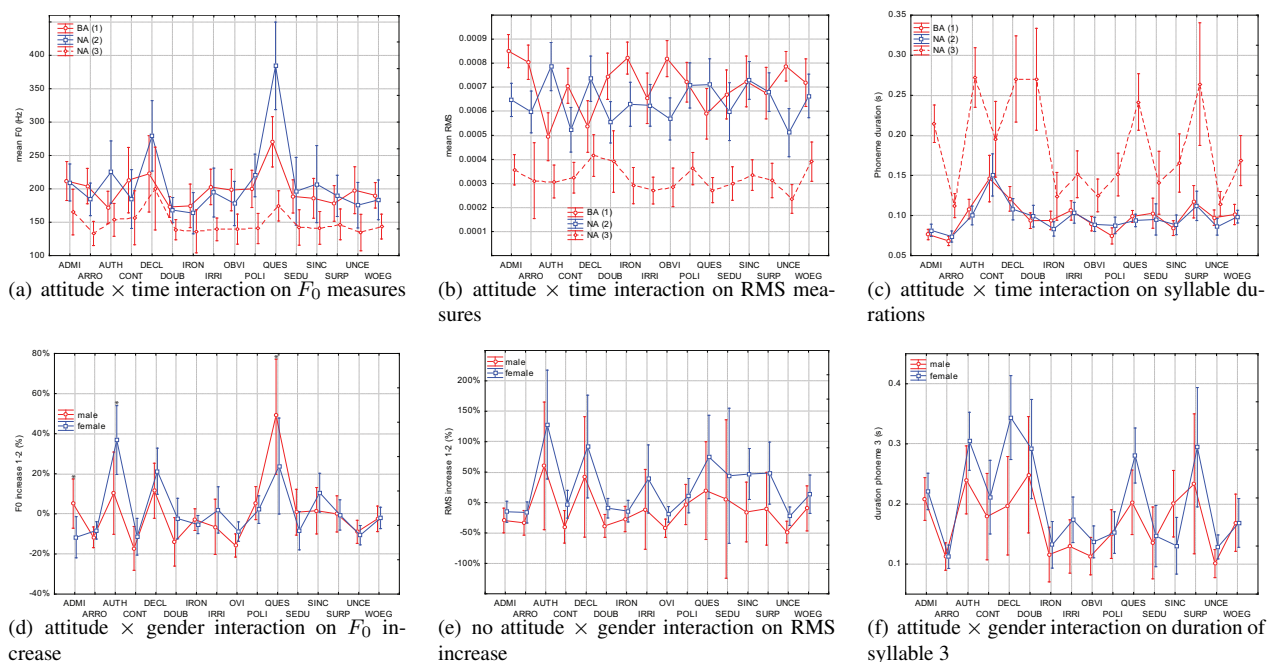 BA (1)
NA (2)
NA (3)
mean F0 (Hz)
400
350
300
250
200
150
100
ADMI AUTH DECL IRON OBVI QUES SINC UNCE
ARRO CONT DOUB IRRI POLI SEDU SURP WOEG
(a) attitude × time interaction on F0 measures
BA (1)
NA (2)
NA (3)
mean RMS
0.0009
0.0008
0.0007
0.0006
0.0005
0.0004
0.0003
0.0002
0.0001
ADMI AUTH DECL IRON OBVI QUES SINC UNCE
ARRO CONT DOUB IRRI POLI SEDU SURP WOEG
(b) attitude × time interaction on RMS mea-
sures
BA (1)
NA (2)
NA (3)
Phoneme duration (s)
0.35
0.30
0.25
0.20
0.15
0.10
0.05
ADMI AUTH DECL IRON OBVI QUES SINC UNCE
ARRO CONT DOUB IRRI POLI SEDU SURP WOEG
(c) attitude × time interaction on syllable du-
rations
male
female
F0 increase 1-2 (%)
80%
60%
40%
20%
0%
-20%
-40%
ADMI AUTH DECL IRON OVI QUES SINC UNCE
ARRO CONT DOUB IRRI POLI SEDU SURP WOEG
(d) attitude × gender interaction on F0 in-
crease
male
female
RMS increase 1-2 (%)
200%
150%
100%
50%
0%
-50%
-100%
ADMI AUTH DECL IRON OVI QUES SINC UNCE
ARRO CONT DOUB IRRI POLI SEDU SURP WOEG
(e) no attitude × gender interaction on RMS
increase
male
female
duration phoneme 3 (s)
0.4
0.3
0.2
0.1
ADMI AUTH DECL IRON OBVI QUES SINC UNCE
ARRO CONT DOUB IRRI POLI SEDU SURP WOEG
(f) attitude × gender interaction on duration of
syllable 3